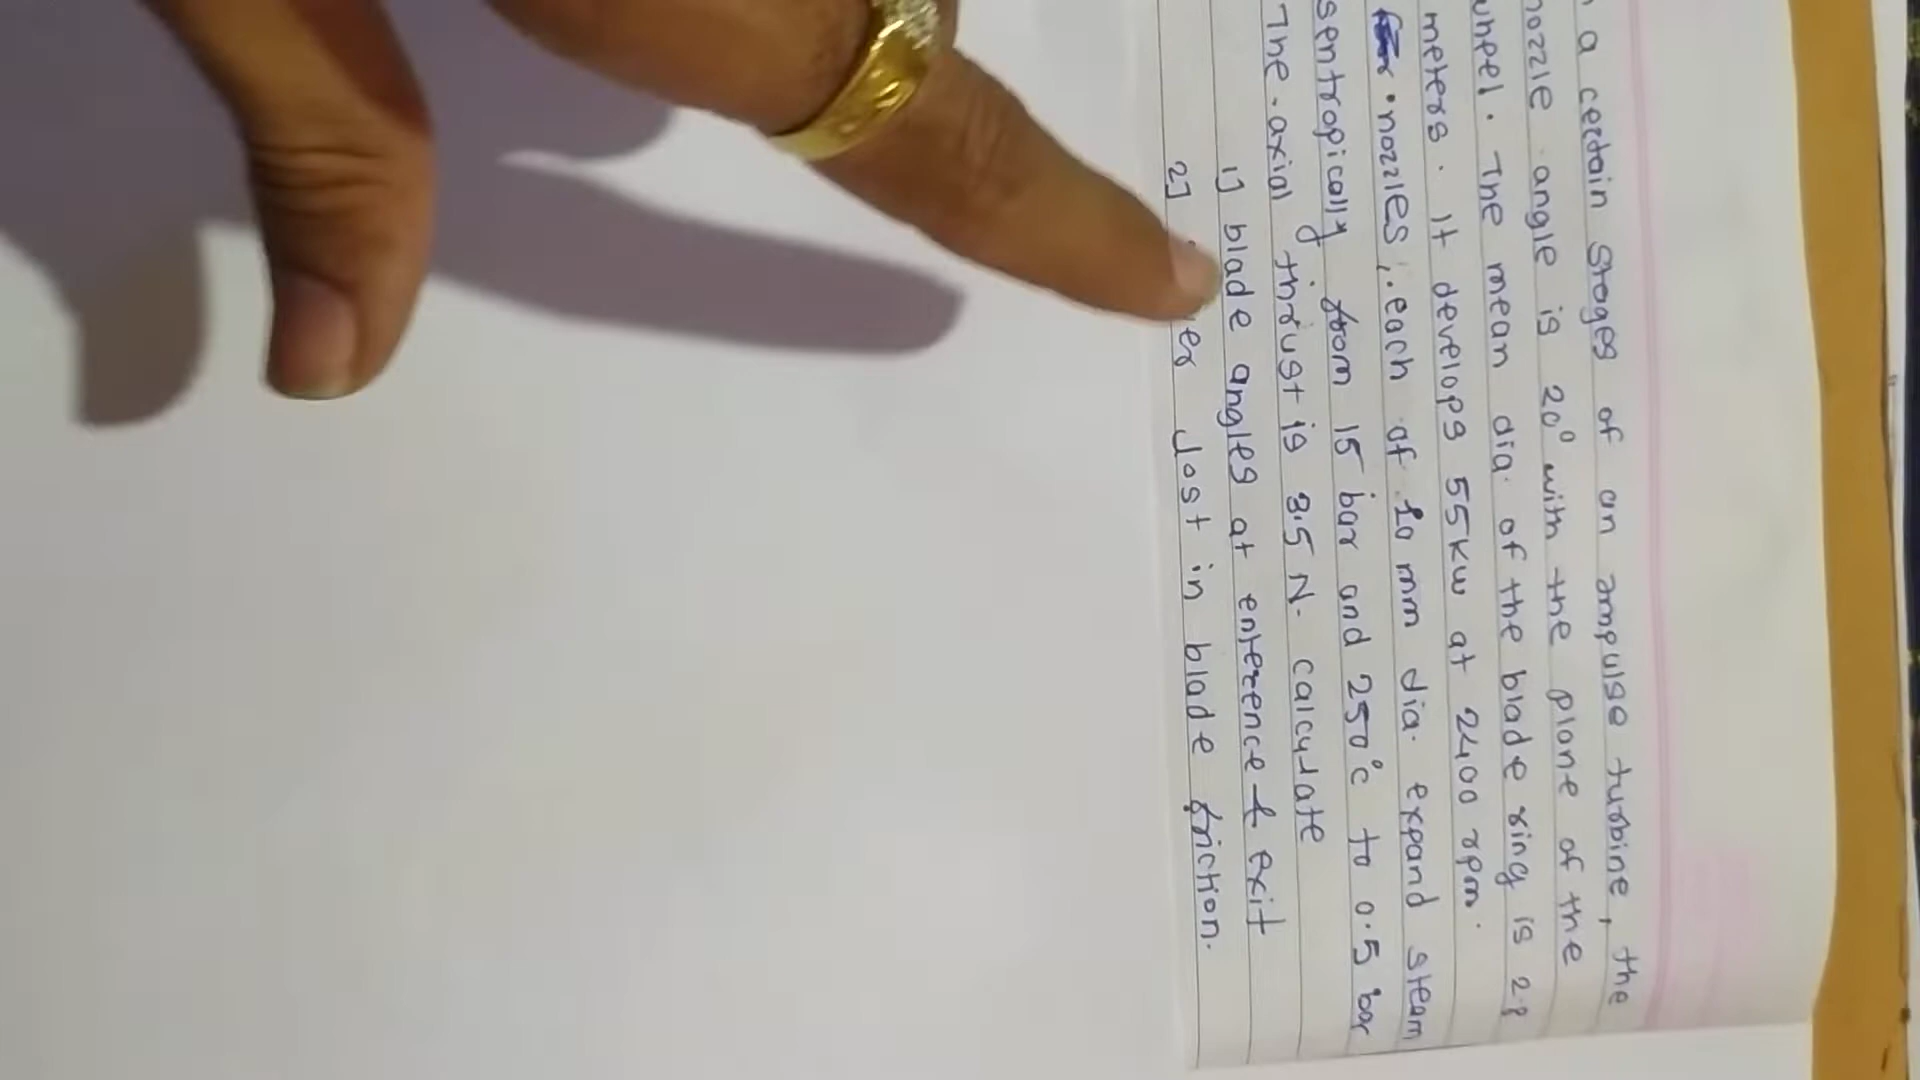 a certain stages of an impulse turbine, the
nozzle angle is 20° with the plane of the
wheel. The mean dia. of the blade ring is 2.8
meters. It develops 55kw at 2400 rpm.
nozzles, each of 10 mm dia. expand steam
sentropically from 15 bar and 250°c to 0.5 bar
The axial thrust is 3.5 N. calculate
1] blade angles at enterence & exit
2] er lost in blade friction.